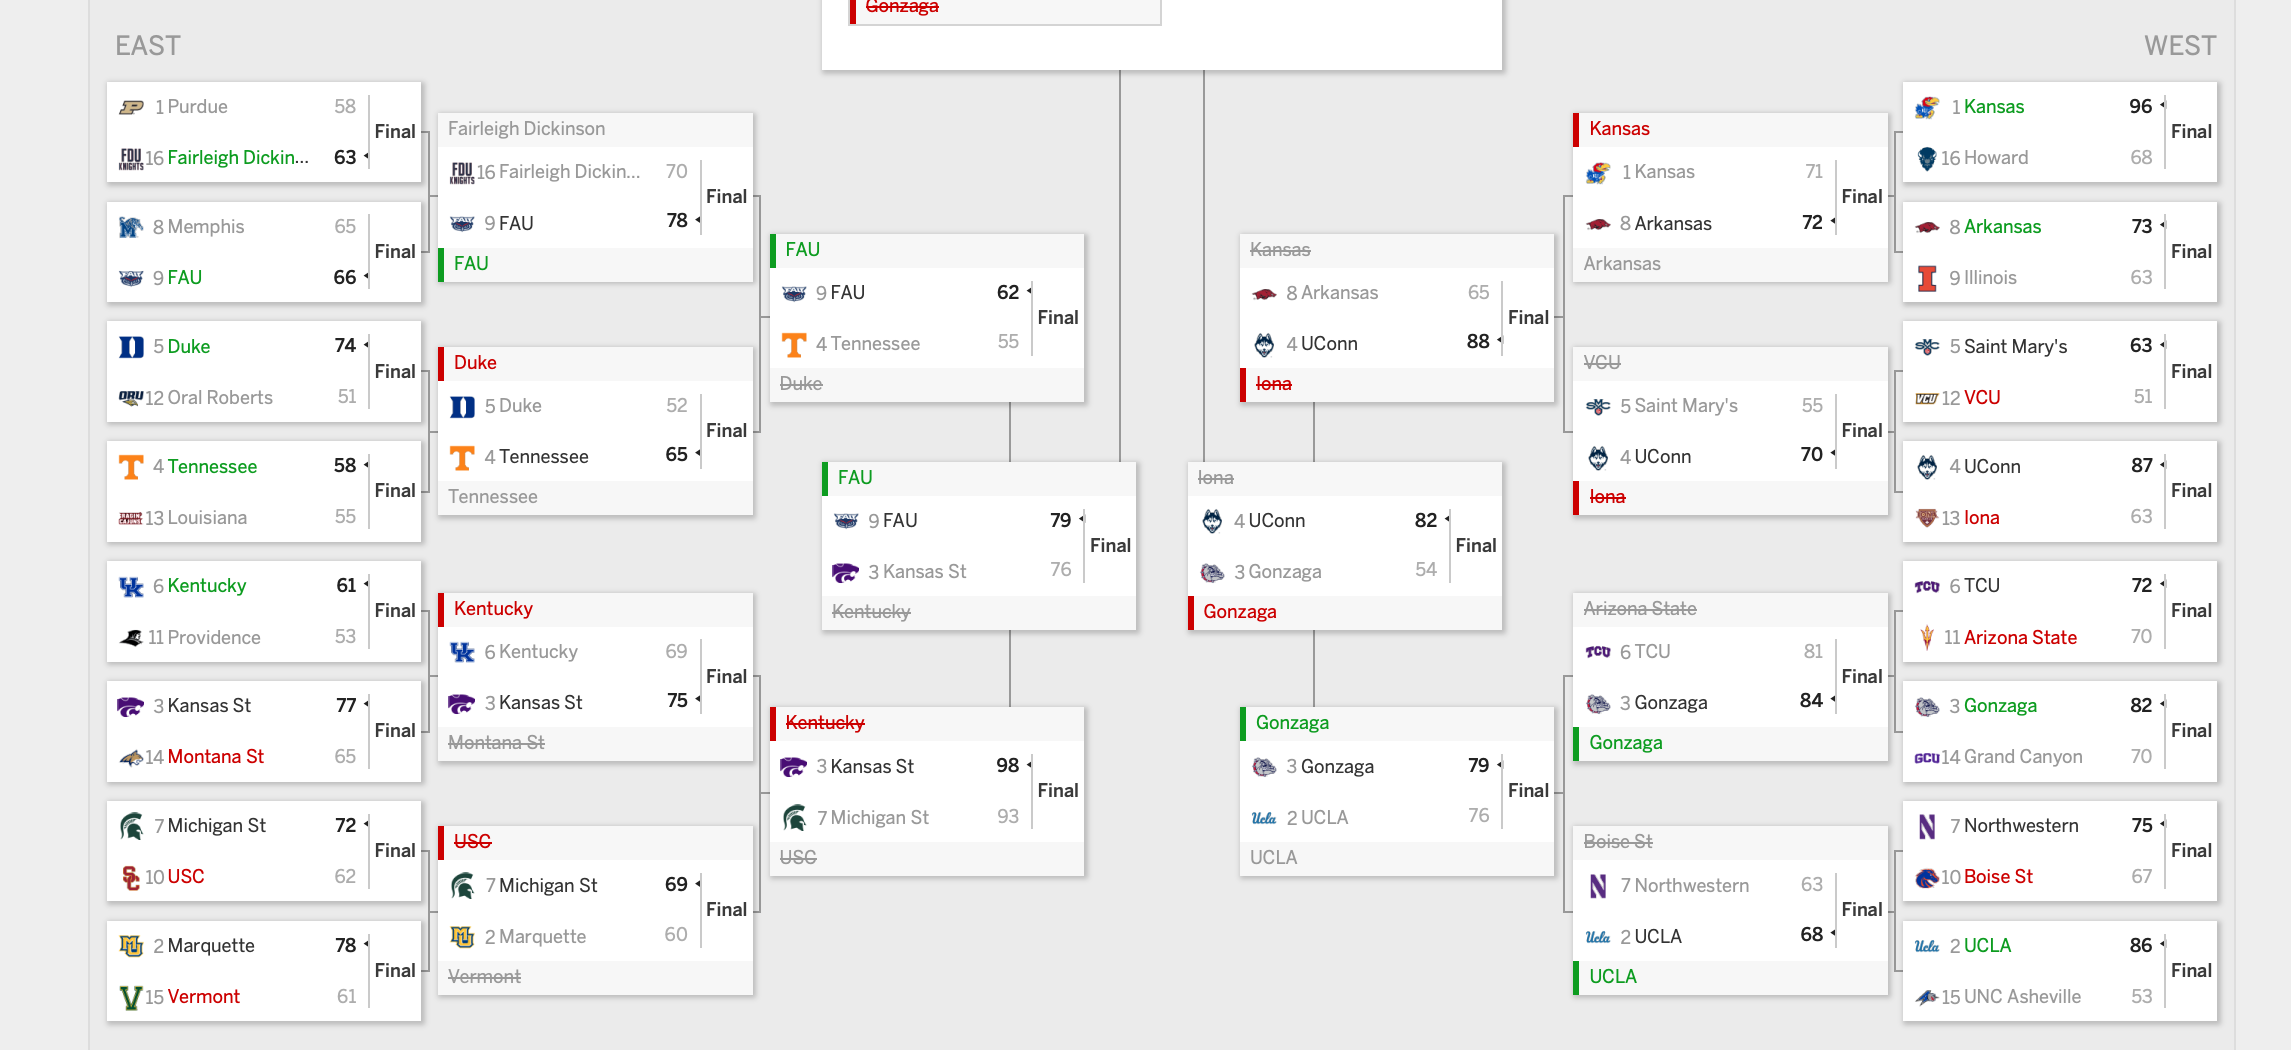 Gonzaga
EAST
WEST
1 Purdue 58
16 Fairleigh Dickin... 63
Final
8 Memphis 65
9 FAU 66
Final
5 Duke 74
12 Oral Roberts 51
Final
4 Tennessee 58
13 Louisiana 55
Final
6 Kentucky 61
11 Providence 53
Final
3 Kansas St 77
14 Montana St 65
Final
7 Michigan St 72
10 USC 62
Final
2 Marquette 78
15 Vermont 61
Final
Fairleigh Dickinson
16 Fairleigh Dickin... 70
9 FAU 78
Final
FAU
Duke
5 Duke 52
4 Tennessee 65
Final
Tennessee
Kentucky
6 Kentucky 69
3 Kansas St 75
Final
Montana St
USC
7 Michigan St 69
2 Marquette 60
Final
Vermont
FAU
9 FAU 62
4 Tennessee 55
Final
Duke
Kentucky
3 Kansas St 98
7 Michigan St 93
Final
USC
FAU
9 FAU 79
3 Kansas St 76
Final
Kentucky
Iona
4 UConn 82
3 Gonzaga 54
Final
Gonzaga
Kansas
8 Arkansas 65
4 UConn 88
Final
Iona
Gonzaga
3 Gonzaga 79
2 UCLA 76
Final
UCLA
Kansas
1 Kansas 71
8 Arkansas 72
Final
Arkansas
VCU
5 Saint Mary's 55
4 UConn 70
Final
Iona
Arizona State
6 TCU 81
3 Gonzaga 84
Final
Gonzaga
Boise St
7 Northwestern 63
2 UCLA 68
Final
UCLA
1 Kansas 96
16 Howard 68
Final
8 Arkansas 73
9 Illinois 63
Final
5 Saint Mary's 63
12 VCU 51
Final
4 UConn 87
13 Iona 63
Final
6 TCU 72
11 Arizona State 70
Final
3 Gonzaga 82
14 Grand Canyon 70
Final
7 Northwestern 75
10 Boise St 67
Final
2 UCLA 86
15 UNC Asheville 53
Final